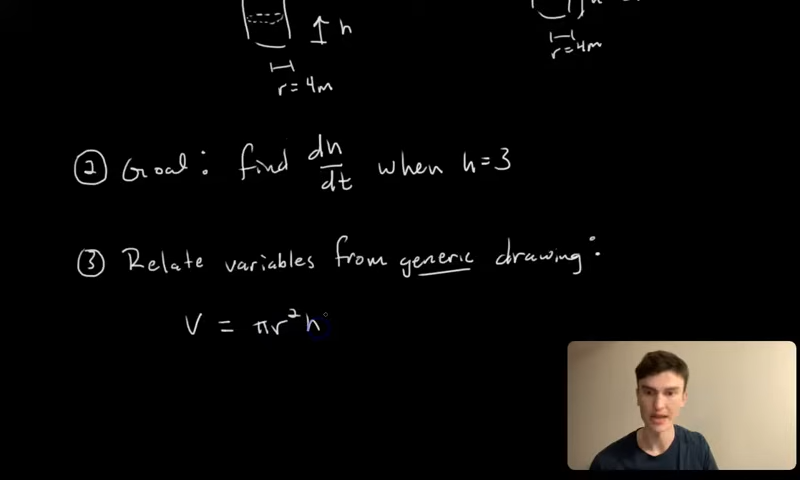 h
r=4m
r=4m
② Goal: find dh/dt when h=3
③ Relate variables from generic drawing:
V = πr²h